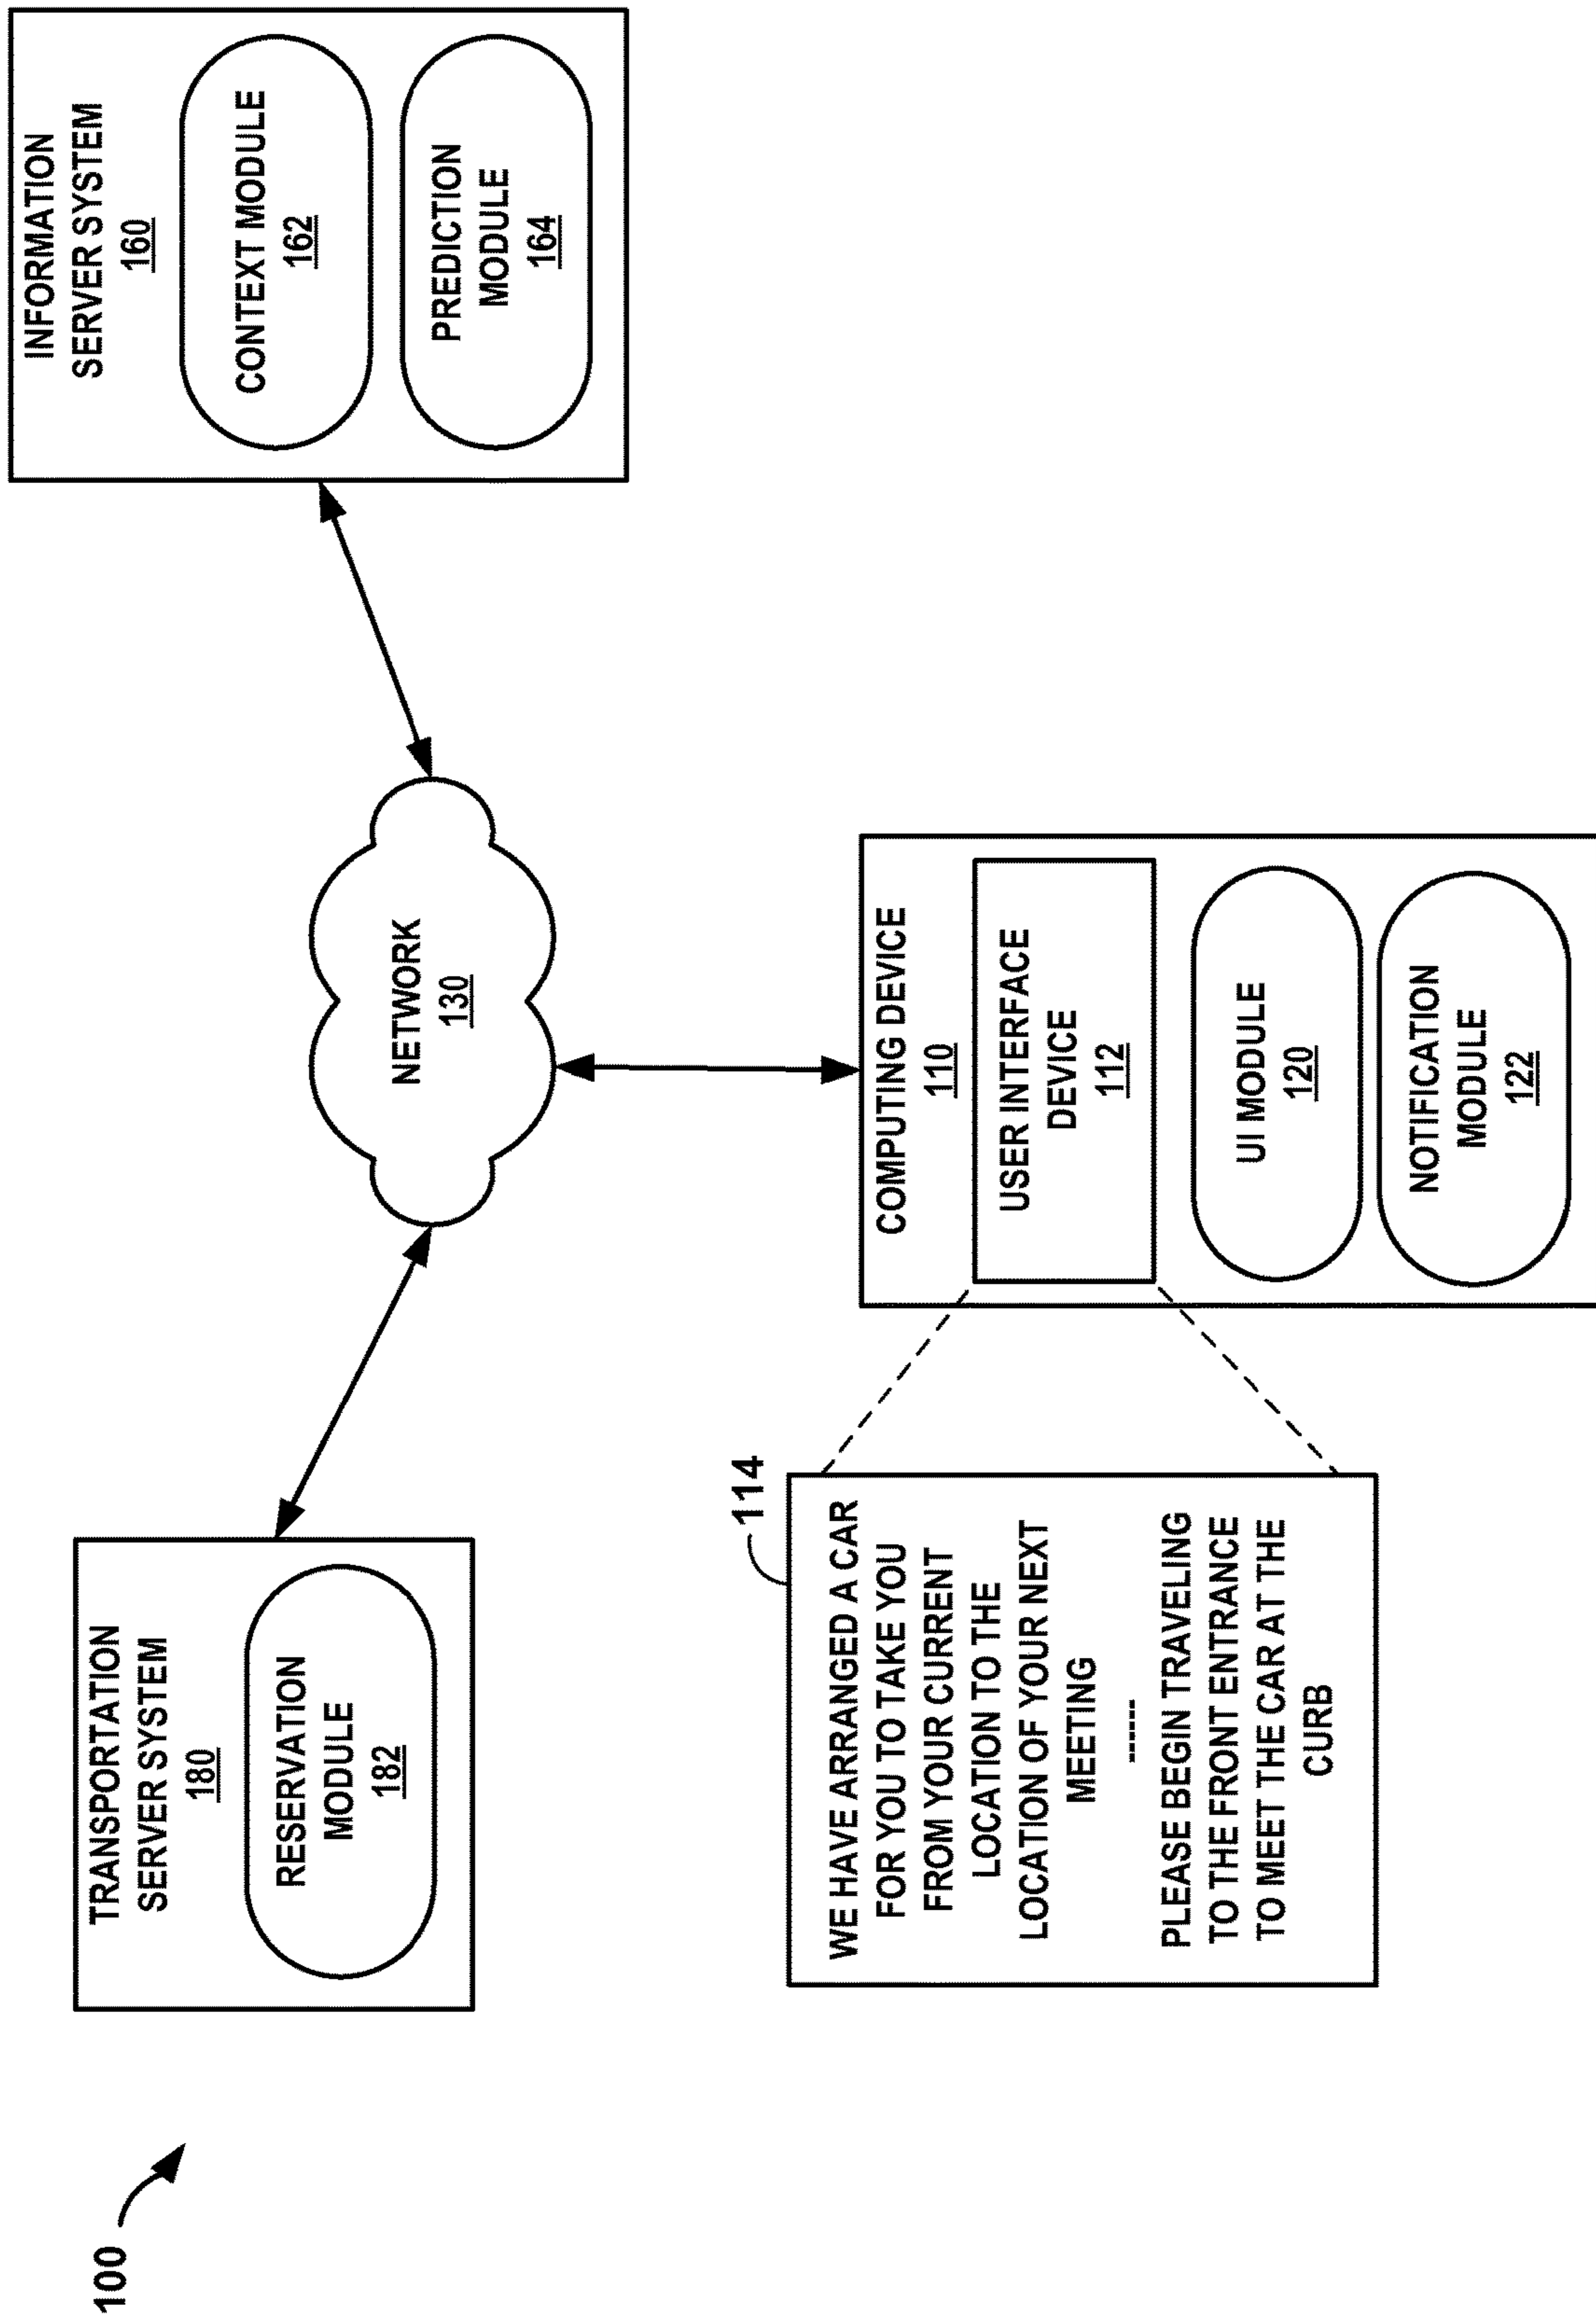 100
TRANSPORTATION
SERVER SYSTEM
180
RESERVATION
MODULE
182
NETWORK
130
INFORMATION
SERVER SYSTEM
160
CONTEXT MODULE
162
PREDICTION
MODULE
164
114
WE HAVE ARRANGED A CAR
FOR YOU TO TAKE YOU
FROM YOUR CURRENT
LOCATION TO THE
LOCATION OF YOUR NEXT
MEETING
------
PLEASE BEGIN TRAVELING
TO THE FRONT ENTRANCE
TO MEET THE CAR AT THE
CURB
COMPUTING DEVICE
110
USER INTERFACE
DEVICE
112
UI MODULE
120
NOTIFICATION
MODULE
122